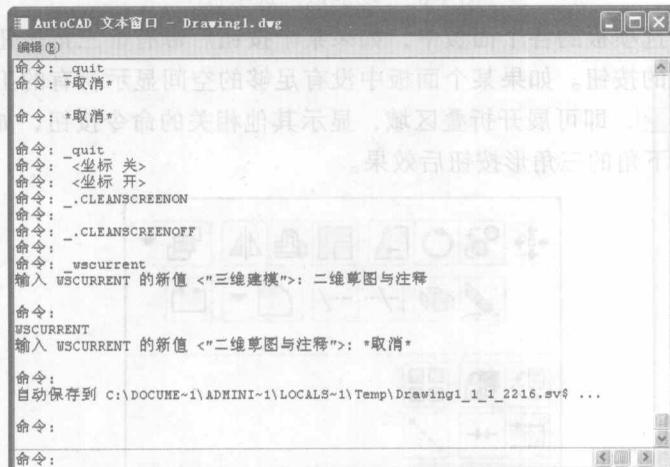 AutoCAD 文本窗口 - Drawing1.dwg
编辑(E)
命令: _quit
命令: *取消*
命令: *取消*
命令: _quit
命令: <坐标 关>
命令: <坐标 开>
命令: _.CLEANSCREENON
命令:
命令: _.CLEANSCREENOFF
命令:
命令: _wscurrent
输入 WSCURRENT 的新值 <"三维建模">: 二维草图与注释
命令:
WSCURRENT
输入 WSCURRENT 的新值 <"二维草图与注释">: *取消*
命令:
自动保存到 C:\DOCUME~1\ADMINI~1\LOCALS~1\Temp\Drawing1_1_1_2216.sv$ ...
命令:
命令: